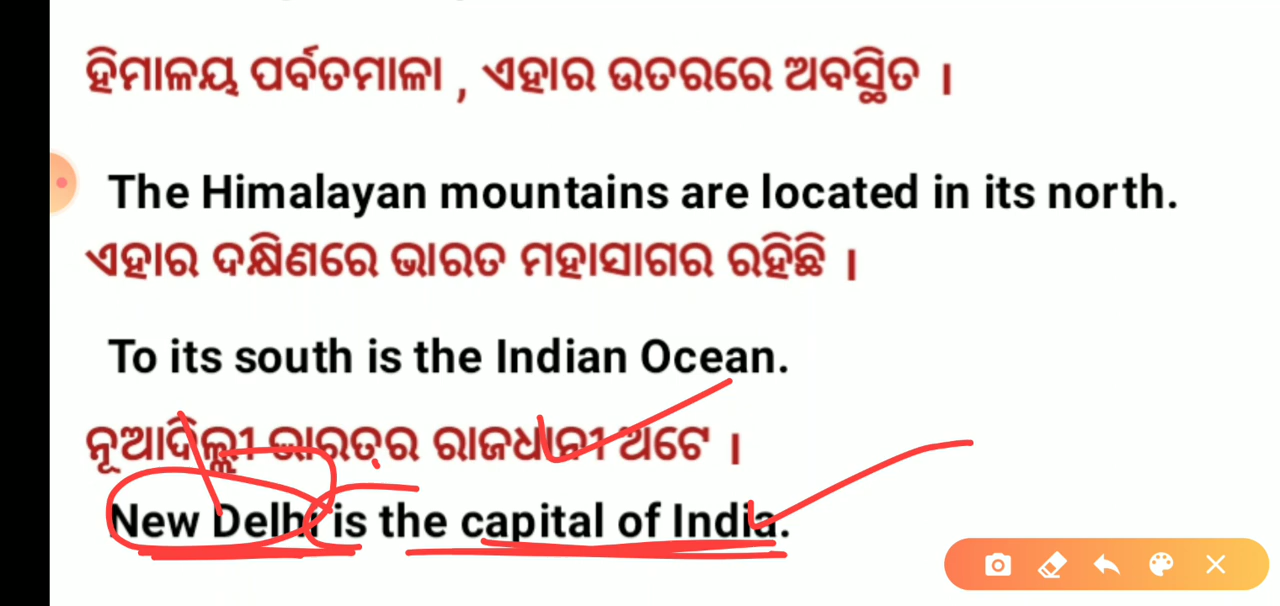 ହିମାଳୟ ପର୍ବତମାଳା , ଏହାର ଉତରରେ ଅବସ୍ଥିତ ।
The Himalayan mountains are located in its north.
ଏହାର ଦକ୍ଷିଣରେ ଭାରତ ମହାସାଗର ରହିଛି ।
To its south is the Indian Ocean.
ନୂଆଦିଲ୍ଲୀ ଭାରତର ରାଜଧାନୀ ଅଟେ ।
New Delhi is the capital of India.